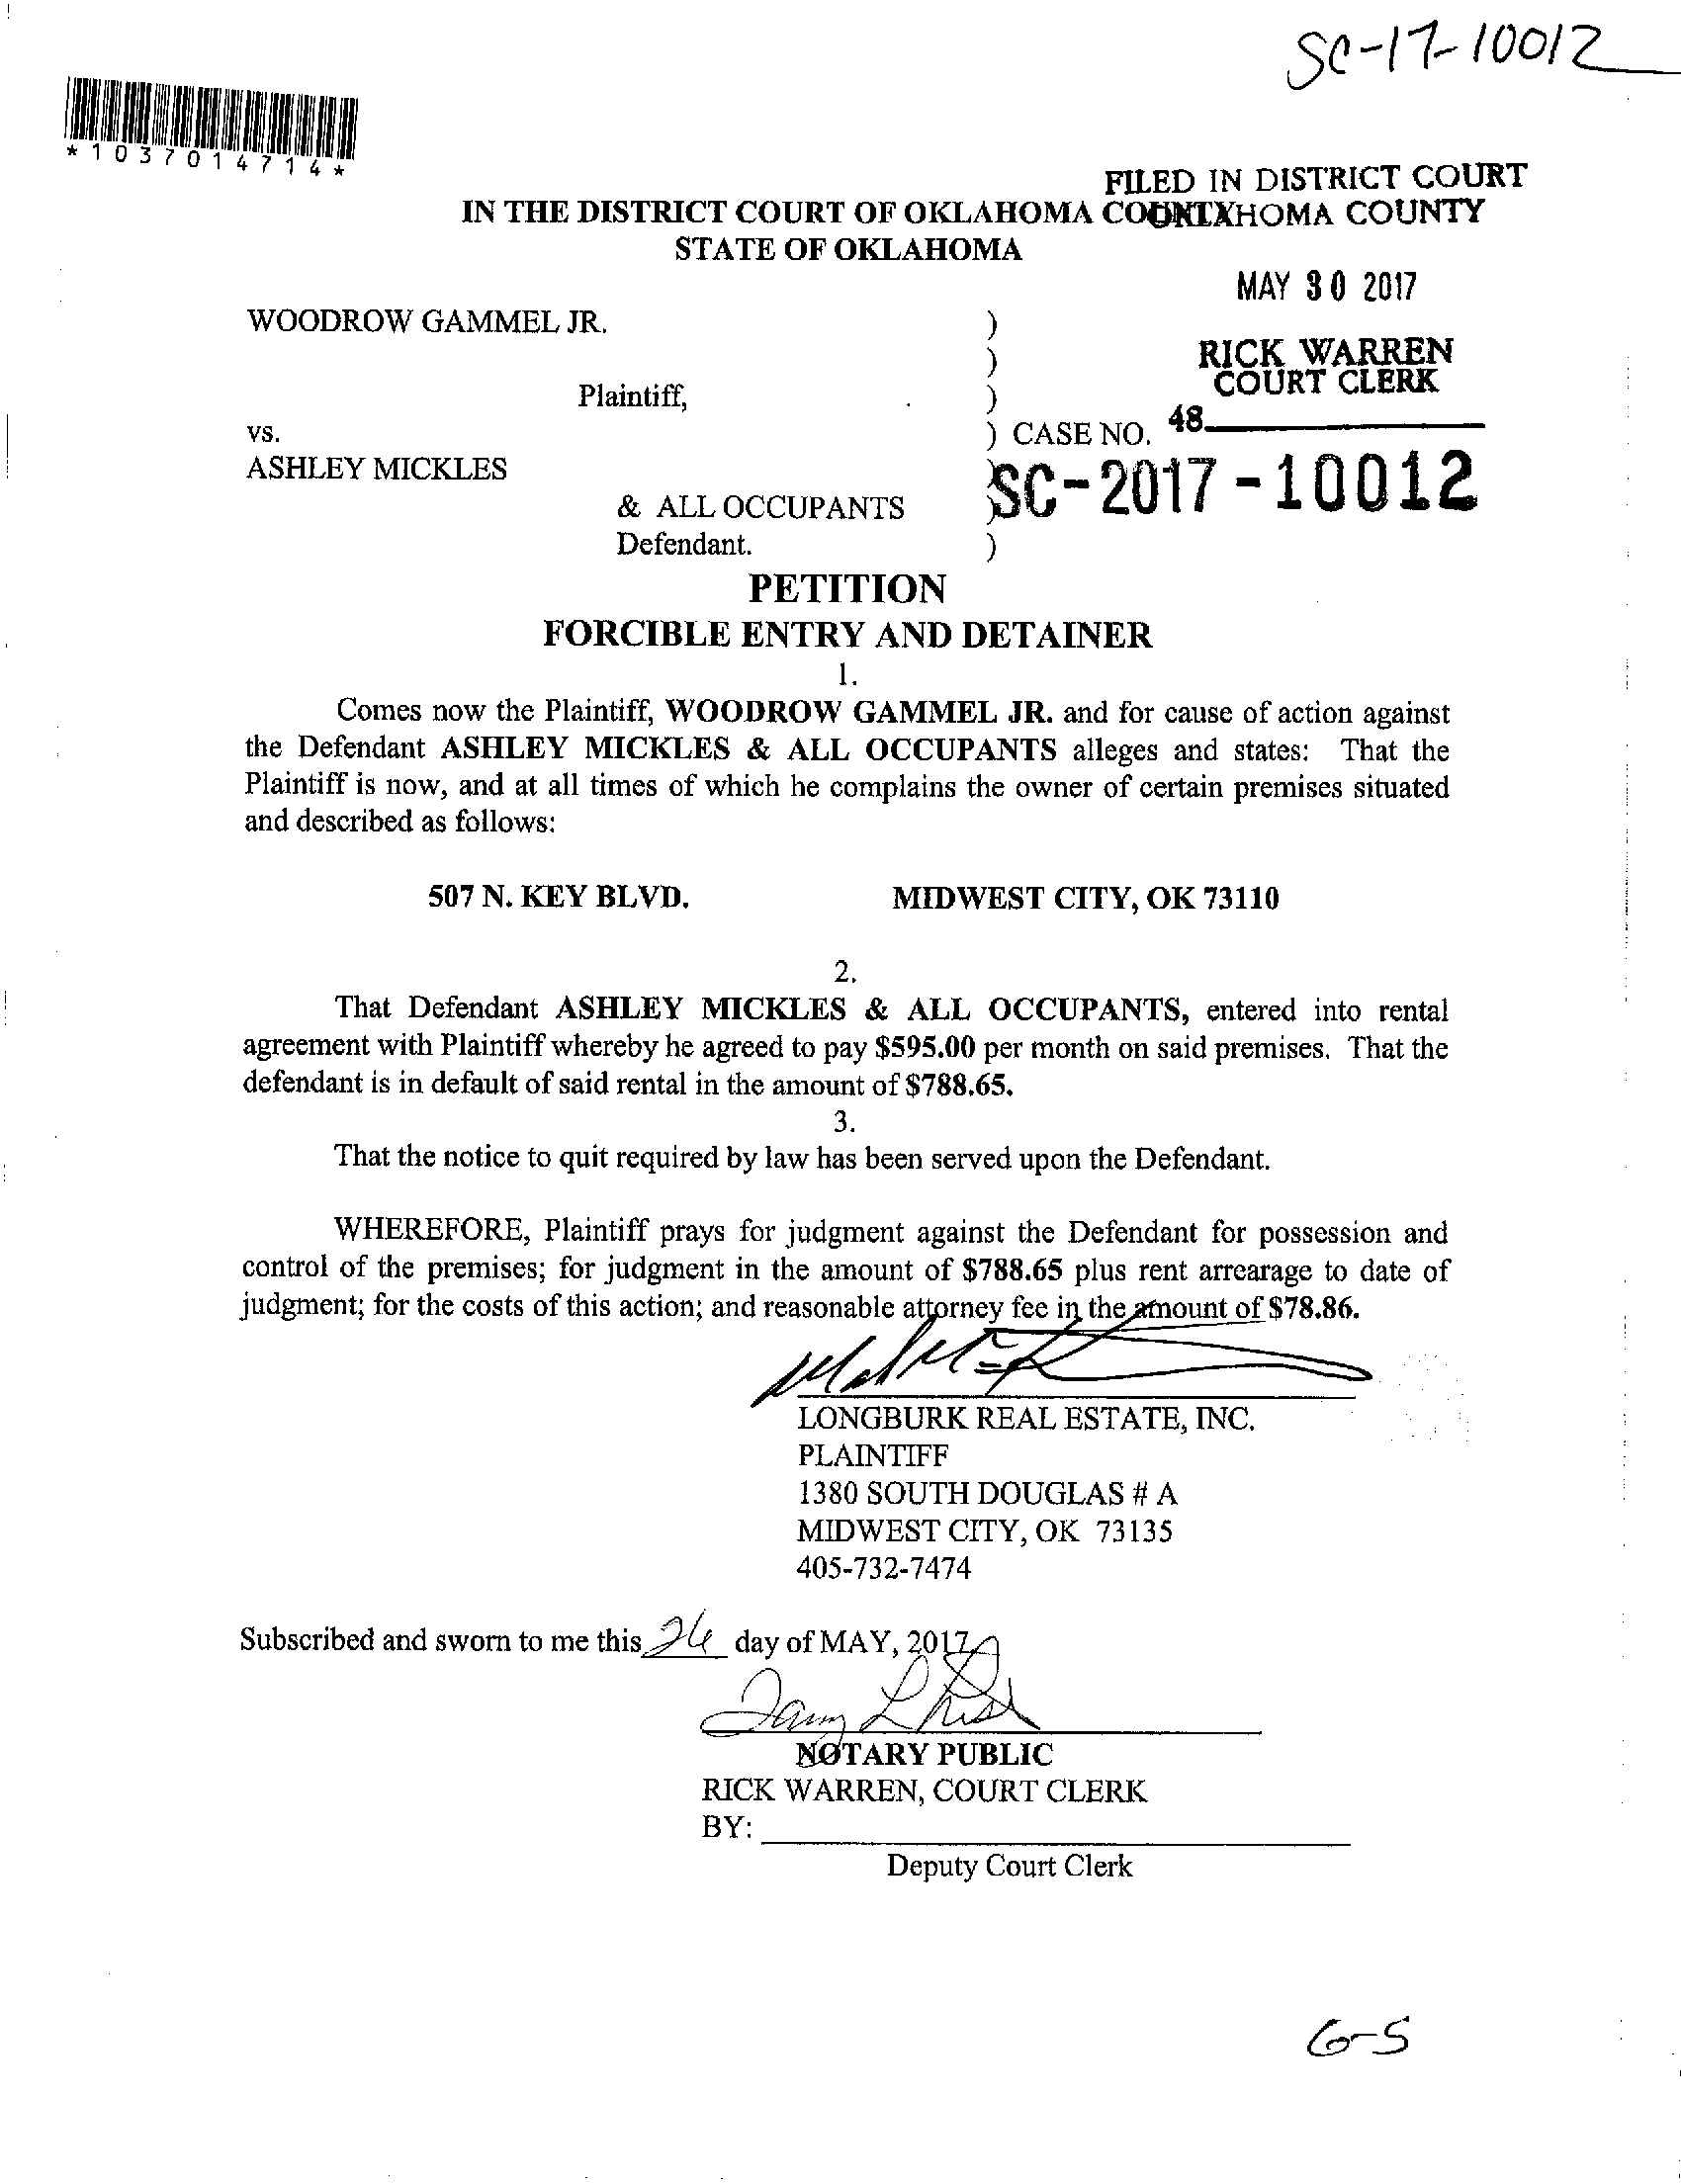 SC-17-10012
*1037014714*
FILED IN DISTRICT COURT
IN THE DISTRICT COURT OF OKLAHOMA COUNTY
OKLAHOMA COUNTY
STATE OF OKLAHOMA
MAY 30 2017
WOODROW GAMMEL JR. )
) RICK WARREN
COURT CLERK
Plaintiff, )
vs. ) CASE NO. 48
ASHLEY MICKLES ) SC-2017-10012
& ALL OCCUPANTS )
Defendant. )
PETITION
FORCIBLE ENTRY AND DETAINER
1.
Comes now the Plaintiff, WOODROW GAMMEL JR. and for cause of action against
the Defendant ASHLEY MICKLES & ALL OCCUPANTS alleges and states: That the
Plaintiff is now, and at all times of which he complains the owner of certain premises situated
and described as follows:
507 N. KEY BLVD. MIDWEST CITY, OK 73110
2.
That Defendant ASHLEY MICKLES & ALL OCCUPANTS, entered into rental
agreement with Plaintiff whereby he agreed to pay $595.00 per month on said premises. That the
defendant is in default of said rental in the amount of $788.65.
3.
That the notice to quit required by law has been served upon the Defendant.
WHEREFORE, Plaintiff prays for judgment against the Defendant for possession and
control of the premises; for judgment in the amount of $788.65 plus rent arrearage to date of
judgment; for the costs of this action; and reasonable attorney fee in the amount of $78.86.
LONGBURK REAL ESTATE, INC.
PLAINTIFF
1380 SOUTH DOUGLAS # A
MIDWEST CITY, OK 73135
405-732-7474
Subscribed and sworn to me this 26 day of MAY, 2017
NOTARY PUBLIC
RICK WARREN, COURT CLERK
BY:
Deputy Court Clerk
6-5